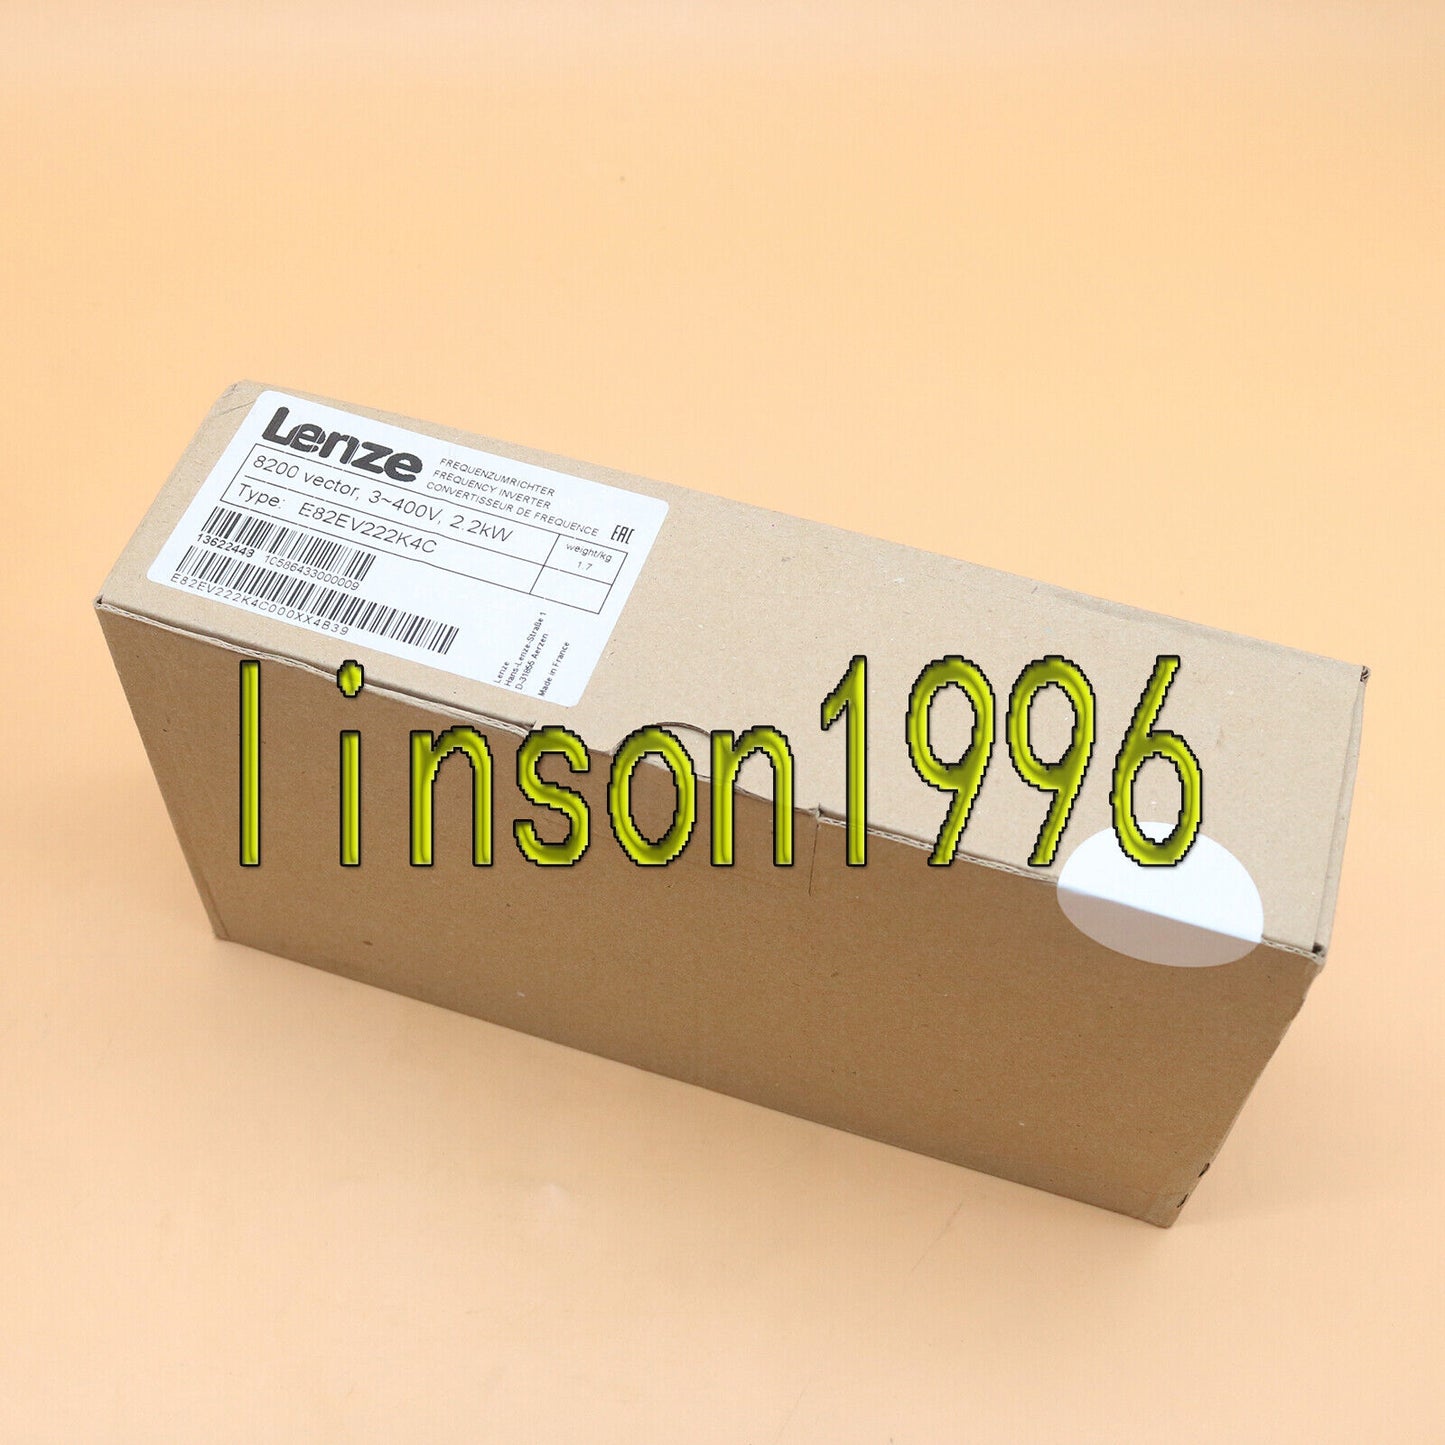 Lenze
FREQUENZUMRICHTER
FREQUENCY INVERTER
CONVERTISSEUR DE FREQUENCE
EAC
8200 vector, 3~400V, 2.2kW
Type: E82EV222K4C
weight/kg
1.7
13622443 1C586433000009
E82EV222K4C000XX4B39
Lenze
Hans-Lenze-Straße 1
D-31855 Aerzen
Made in France
linson1996